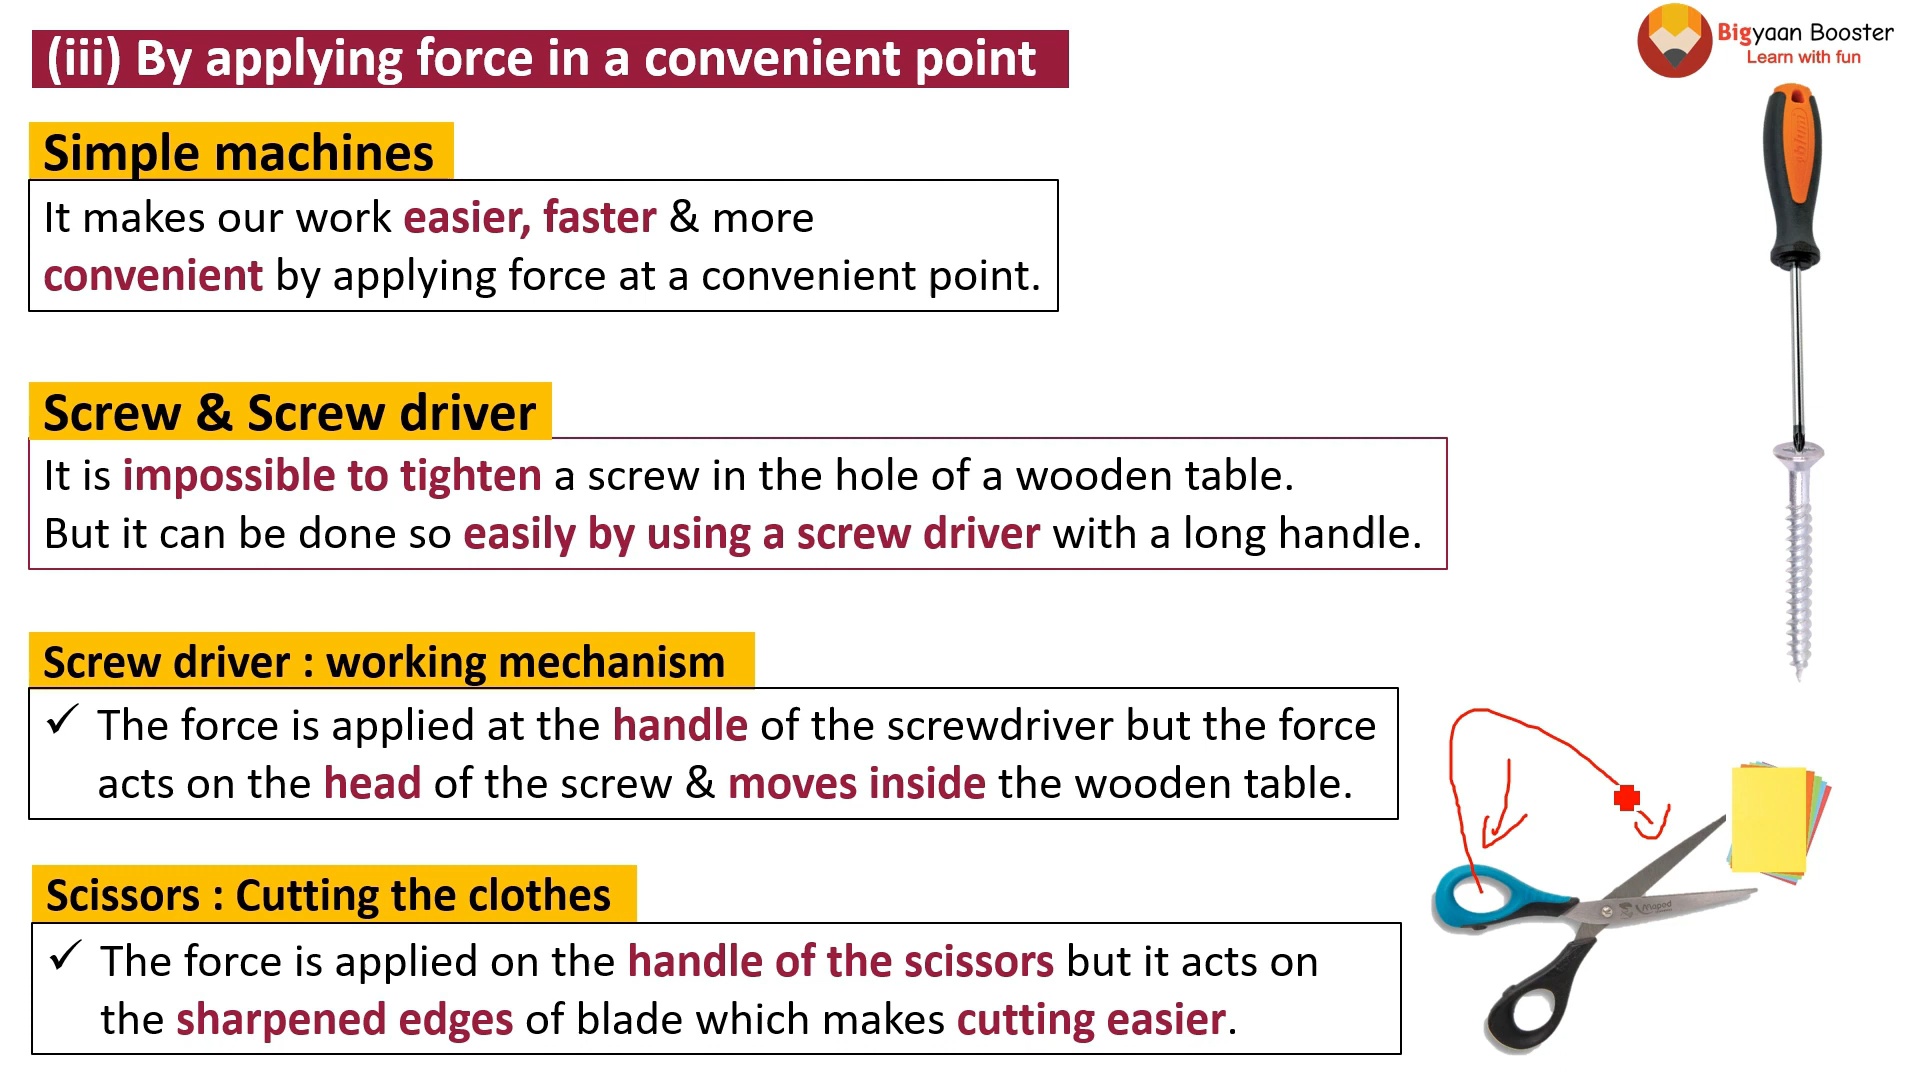 (iii) By applying force in a convenient point
Bigyaan Booster
Learn with fun
Simple machines
It makes our work easier, faster & more
convenient by applying force at a convenient point.
Screw & Screw driver
It is impossible to tighten a screw in the hole of a wooden table.
But it can be done so easily by using a screw driver with a long handle.
Screw driver : working mechanism
✓ The force is applied at the handle of the screwdriver but the force
acts on the head of the screw & moves inside the wooden table.
Scissors : Cutting the clothes
✓ The force is applied on the handle of the scissors but it acts on
the sharpened edges of blade which makes cutting easier.